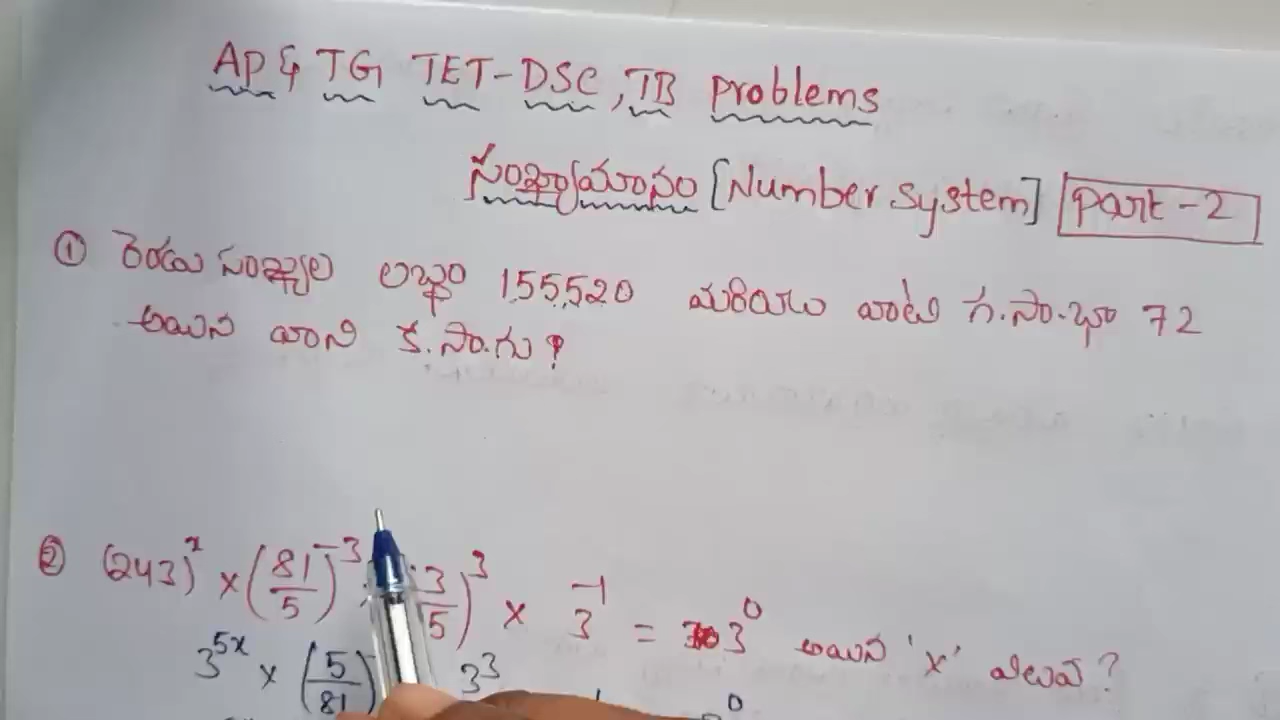 AP & TG TET-DSC, TB problems
సంఖ్యామానం [Number system] part-2
① రెండు సంఖ్యల లబ్ధం 155520 మరియు వాటి గ.సా.భా 72
అయిన వాని క.సా.గు?
② (243)^x × (81/5)^-3 3/5)^3 × 3^-1 = 3^0 అయిన 'x' విలువ?
3^5x × (5/81) 3^3